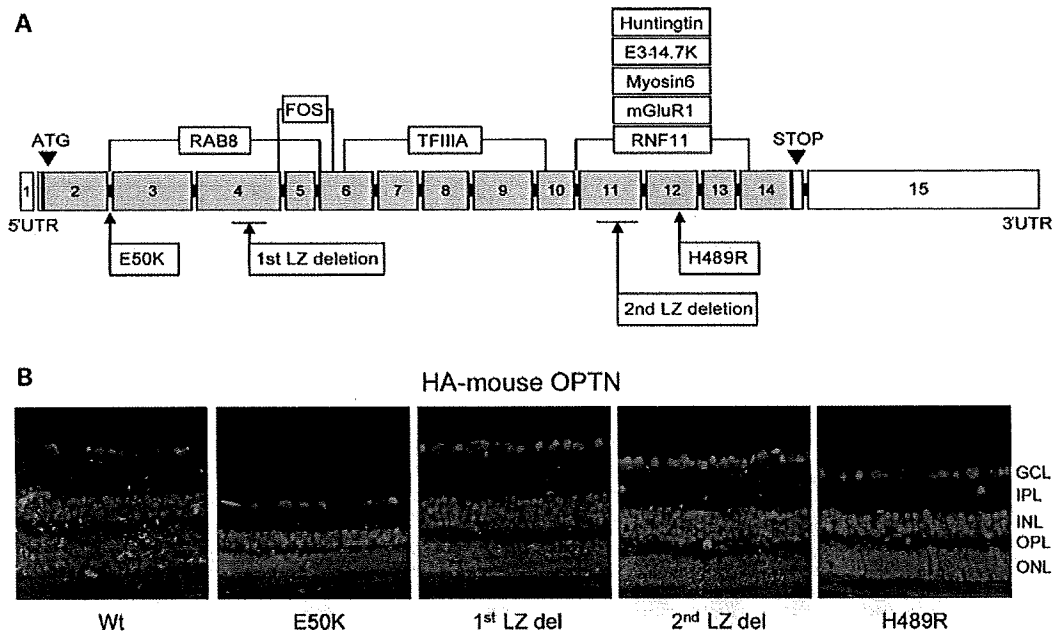 A
Huntingtin
E3-14.7K
Myosin6
mGluR1
FOS
ATG
RAB8
TFIIIA
RNF11
STOP
1 2 3 4 5 6 7 8 9 10 11 12 13 14 15
5'UTR
3'UTR
E50K
1st LZ deletion
H489R
2nd LZ deletion
B
HA-mouse OPTN
GCL
IPL
INL
OPL
ONL
Wt E50K 1st LZ del 2nd LZ del H489R